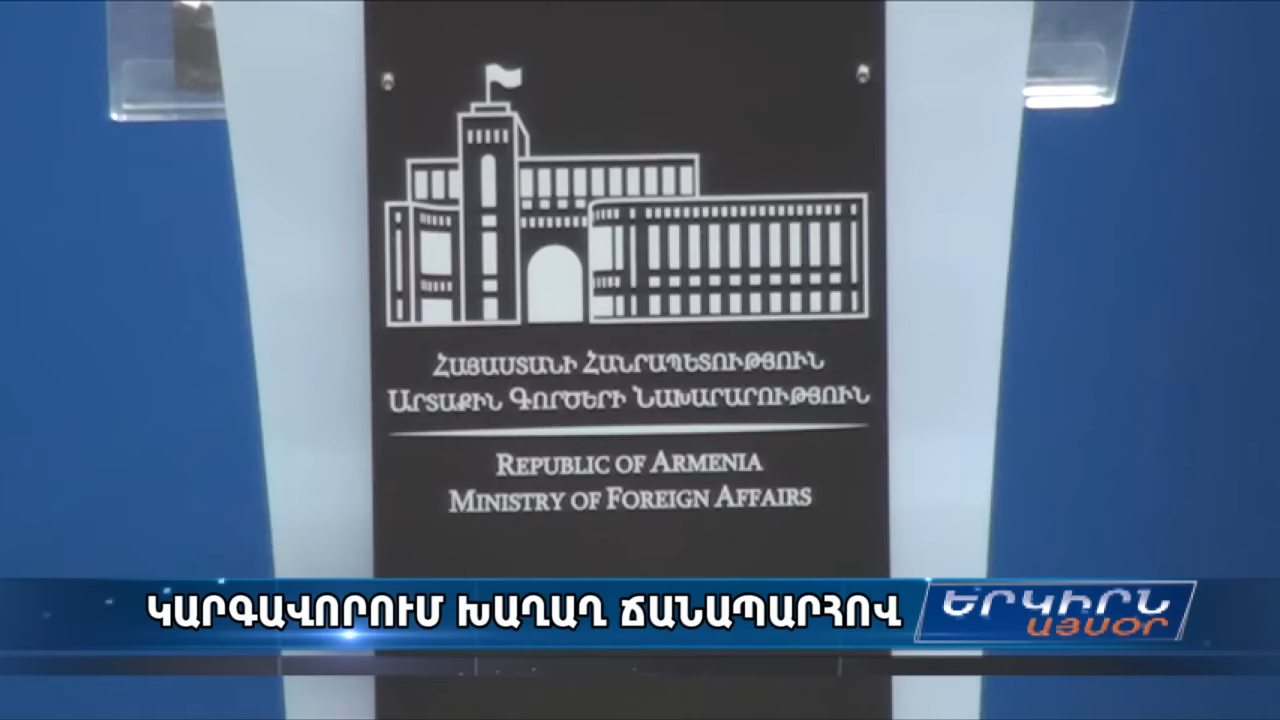 ՀԱՅԱՍՏԱՆԻ ՀԱՆՐԱՊԵՏՈՒԹՅՈՒՆ
ԱՐՏԱՔԻՆ ԳՈՐԾԵՐԻ ՆԱԽԱՐԱՐՈՒԹՅՈՒՆ
REPUBLIC OF ARMENIA
MINISTRY OF FOREIGN AFFAIRS
ԿԱՐԳԱՎՈՐՈՒՄ ԽԱՂԱՂ ՃԱՆԱՊԱՐՀՈՎ
ԵՐԿԻՐՆ
ԱՅՍՕՐ